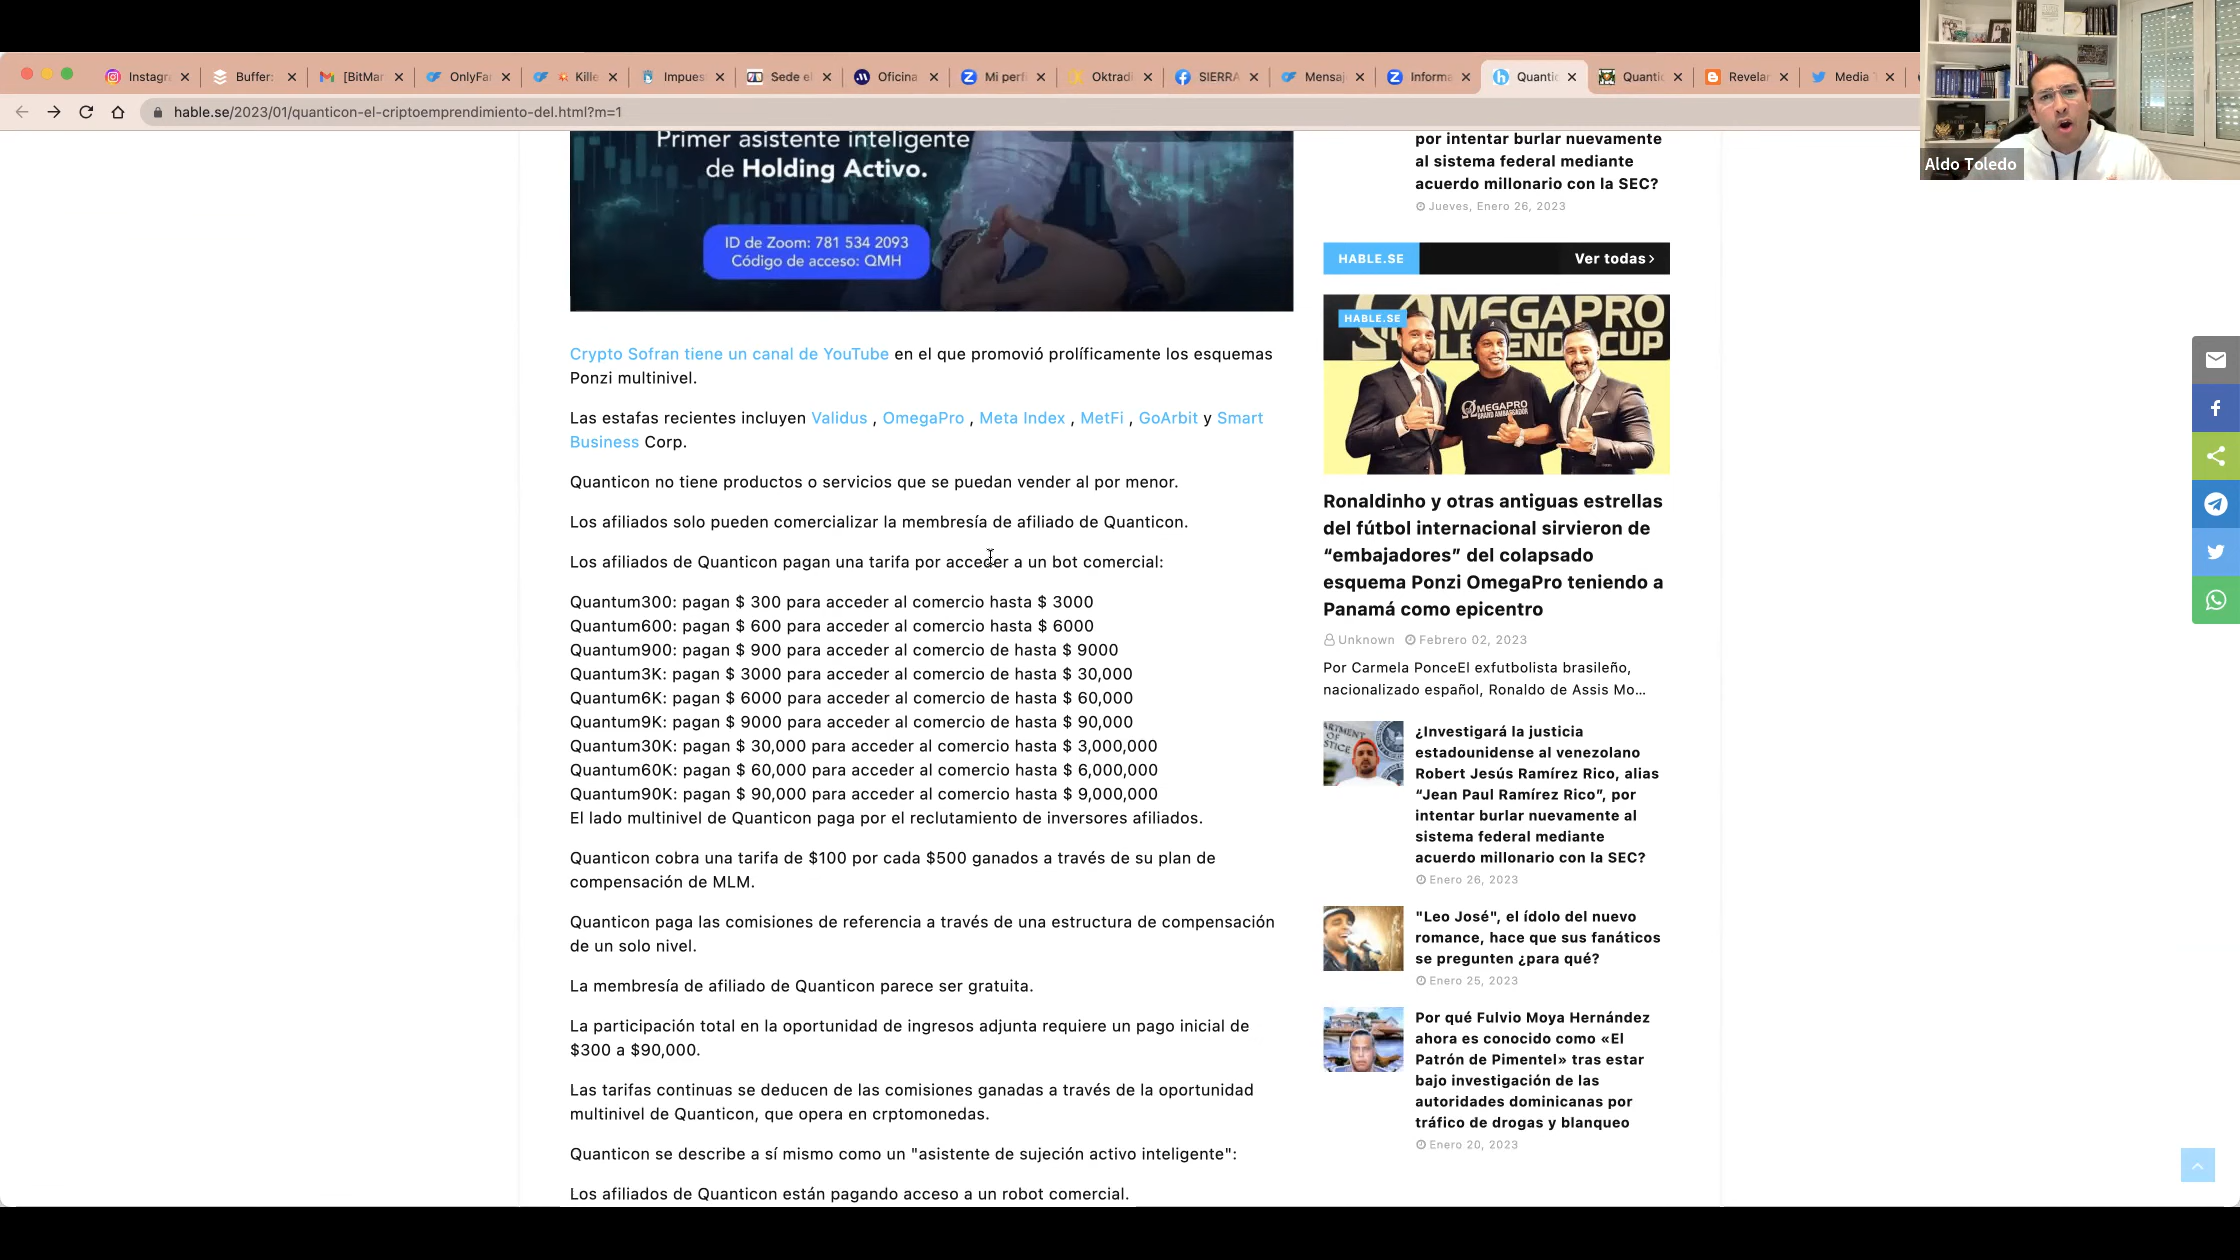 Instagr
Buffer:
[BitMar
OnlyFa
Kille
Impues
Sede el
Oficina
Mi perfi
Oktradi
SIERRA
Mensaj
Informa
Quantic
Quantic
Revelar
Media
hable.se/2023/01/quanticon-el-criptoemprendimiento-del.html?m=1
Aldo Toledo
Primer asistente inteligente
de Holding Activo.
ID de Zoom: 781 534 2093
Código de acceso: QMH
Crypto Sofran tiene un canal de YouTube en el que promovió prolíficamente los esquemas
Ponzi multinivel.
Las estafas recientes incluyen Validus , OmegaPro , Meta Index , MetFi , GoArbit y Smart
Business Corp.
Quanticon no tiene productos o servicios que se puedan vender al por menor.
Los afiliados solo pueden comercializar la membresía de afiliado de Quanticon.
Los afiliados de Quanticon pagan una tarifa por acceder a un bot comercial:
Quantum300: pagan $ 300 para acceder al comercio hasta $ 3000
Quantum600: pagan $ 600 para acceder al comercio hasta $ 6000
Quantum900: pagan $ 900 para acceder al comercio de hasta $ 9000
Quantum3K: pagan $ 3000 para acceder al comercio de hasta $ 30,000
Quantum6K: pagan $ 6000 para acceder al comercio de hasta $ 60,000
Quantum9K: pagan $ 9000 para acceder al comercio de hasta $ 90,000
Quantum30K: pagan $ 30,000 para acceder al comercio hasta $ 3,000,000
Quantum60K: pagan $ 60,000 para acceder al comercio hasta $ 6,000,000
Quantum90K: pagan $ 90,000 para acceder al comercio hasta $ 9,000,000
El lado multinivel de Quanticon paga por el reclutamiento de inversores afiliados.
Quanticon cobra una tarifa de $100 por cada $500 ganados a través de su plan de
compensación de MLM.
Quanticon paga las comisiones de referencia a través de una estructura de compensación
de un solo nivel.
La membresía de afiliado de Quanticon parece ser gratuita.
La participación total en la oportunidad de ingresos adjunta requiere un pago inicial de
$300 a $90,000.
Las tarifas continuas se deducen de las comisiones ganadas a través de la oportunidad
multinivel de Quanticon, que opera en crptomonedas.
Quanticon se describe a sí mismo como un "asistente de sujeción activo inteligente":
Los afiliados de Quanticon están pagando acceso a un robot comercial.
por intentar burlar nuevamente
al sistema federal mediante
acuerdo millonario con la SEC?
Jueves, Enero 26, 2023
HABLE.SE
Ver todas
HABLE.SE
MEGAPRO
OMEGAPRO
BRAND AMBASSADOR
Ronaldinho y otras antiguas estrellas
del fútbol internacional sirvieron de
“embajadores” del colapsado
esquema Ponzi OmegaPro teniendo a
Panamá como epicentro
Unknown Febrero 02, 2023
Por Carmela PonceEl exfutbolista brasileño,
nacionalizado español, Ronaldo de Assis Mo...
¿Investigará la justicia
estadounidense al venezolano
Robert Jesús Ramírez Rico, alias
“Jean Paul Ramírez Rico”, por
intentar burlar nuevamente al
sistema federal mediante
acuerdo millonario con la SEC?
Enero 26, 2023
"Leo José", el ídolo del nuevo
romance, hace que sus fanáticos
se pregunten ¿para qué?
Enero 25, 2023
Por qué Fulvio Moya Hernández
ahora es conocido como «El
Patrón de Pimentel» tras estar
bajo investigación de las
autoridades dominicanas por
tráfico de drogas y blanqueo
Enero 20, 2023